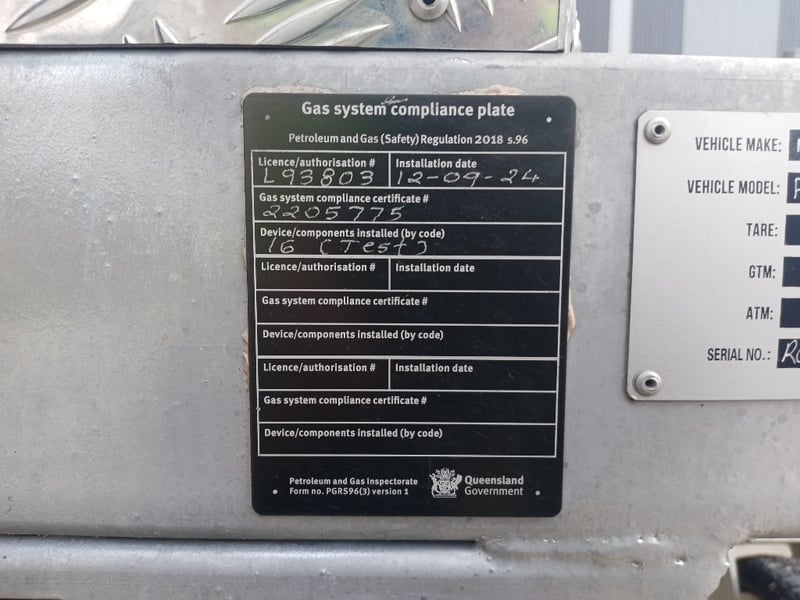 Gas system compliance plate
Petroleum and Gas (Safety) Regulation 2018 s.96
Licence/authorisation # Installation date
L93803 12-09-24
Gas system compliance certificate #
2205775
Device/components installed (by code)
16 (Test)
Licence/authorisation # Installation date
Gas system compliance certificate #
Device/components installed (by code)
Licence/authorisation # Installation date
Gas system compliance certificate #
Device/components installed (by code)
Petroleum and Gas Inspectorate
Form no. PGRS96(3) version 1
Queensland
Government
VEHICLE MAKE:
VEHICLE MODEL:
TARE:
GTM:
ATM:
SERIAL NO.: